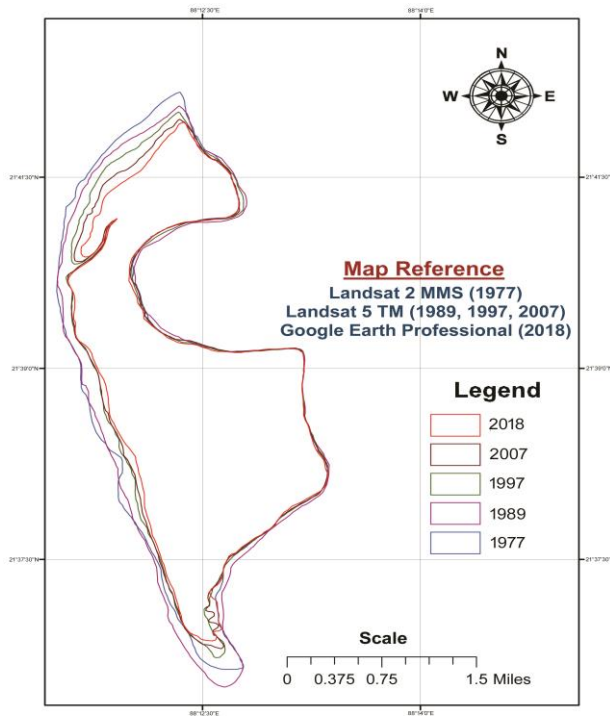 88°12'30"E
88°14'0"E
N
W E
S
21°41'30"N
21°41'30"
Map Reference
Landsat 2 MMS (1977)
Landsat 5 TM (1989, 1997, 2007)
Google Earth Professional (2018)
21°39'0"N
21°39'0"N
Legend
2018
2007
1997
1989
1977
21°37'30"N
21°37'30"
Scale
0 0.375 0.75 1.5 Miles
88°12'30"E
88°14'0"E